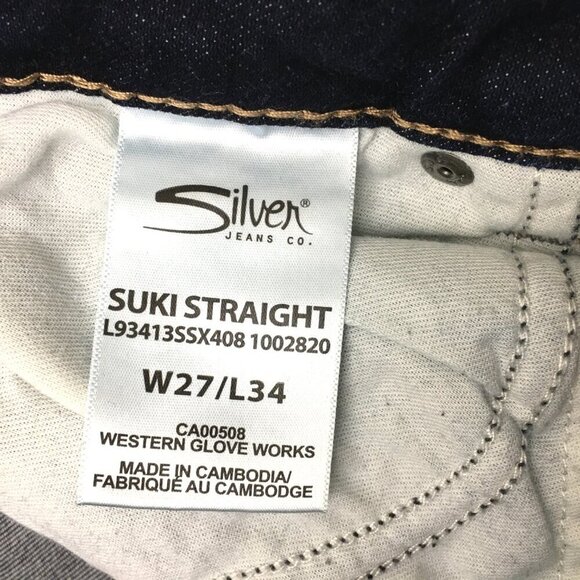 Silver®
JEANS CO.
SUKI STRAIGHT
L93413SSX408 1002820
W27/L34
CA00508
WESTERN GLOVE WORKS
MADE IN CAMBODIA/
FABRIQUÉ AU CAMBODGE